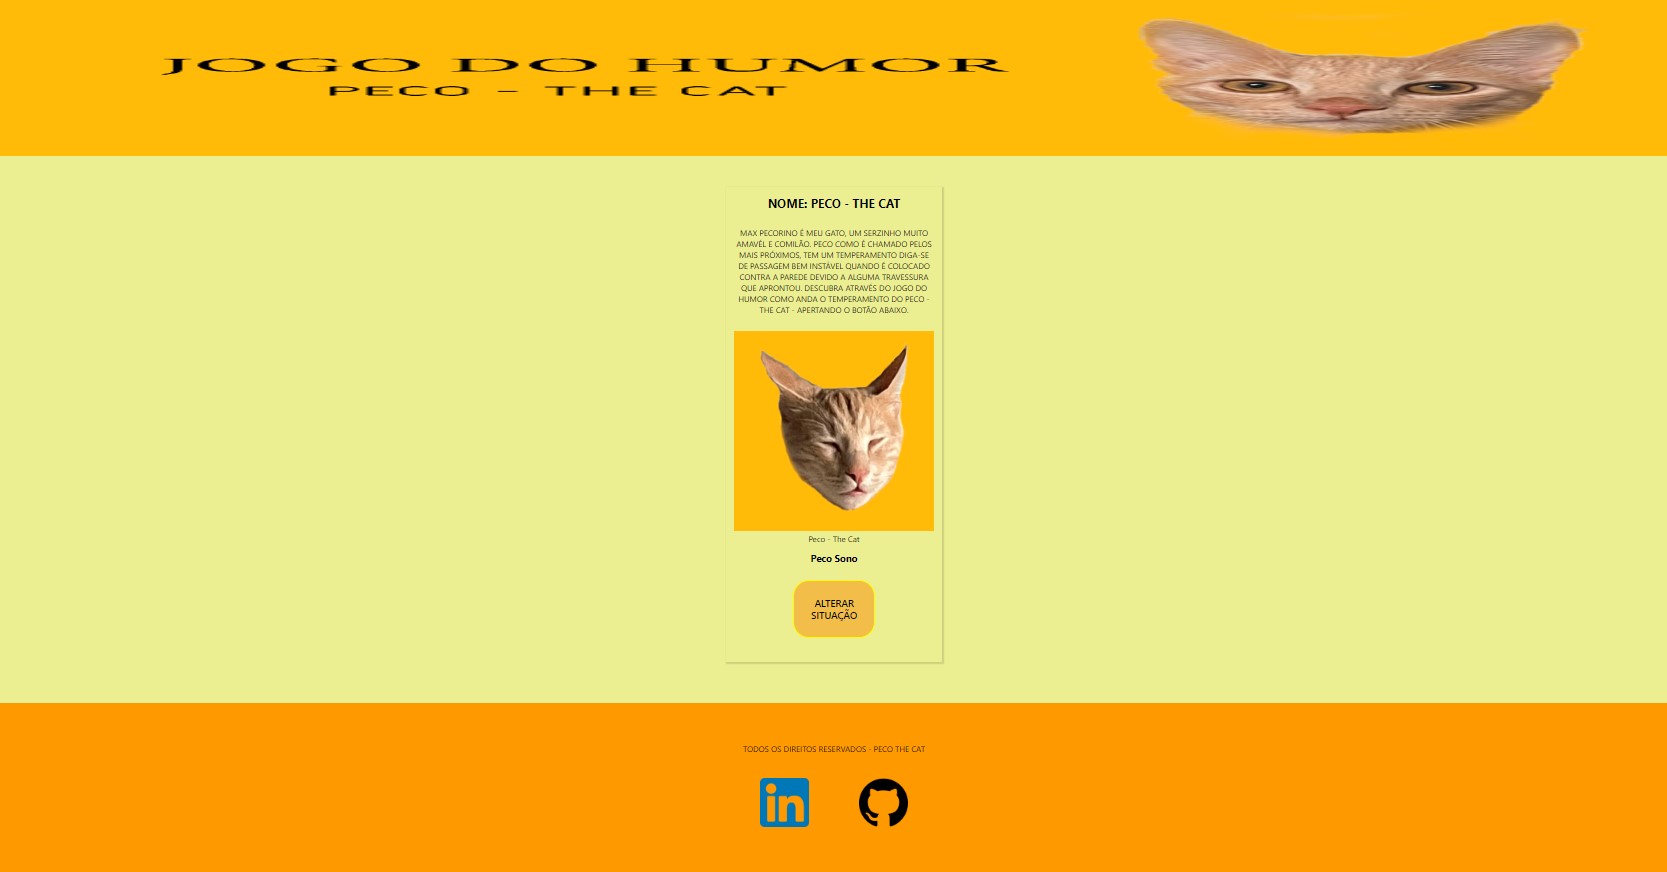 JOGO DO HUMOR
PECO - THE CAT
NOME: PECO - THE CAT
MAX PECORINO É MEU GATO, UM SERZINHO MUITO
AMAVÉL E COMILÃO. PECO COMO É CHAMADO PELOS
MAIS PRÓXIMOS, TEM UM TEMPERAMENTO DIGA-SE
DE PASSAGEM BEM INSTÁVEL QUANDO É COLOCADO
CONTRA A PAREDE DEVIDO A ALGUMA TRAVESSURA
QUE APRONTOU. DESCUBRA ATRAVÉS DO JOGO DO
HUMOR COMO ANDA O TEMPERAMENTO DO PECO -
THE CAT - APERTANDO O BOTÃO ABAIXO.
Peco - The Cat
Peco Sono
ALTERAR
SITUAÇÃO
TODOS OS DIREITOS RESERVADOS - PECO THE CAT
in